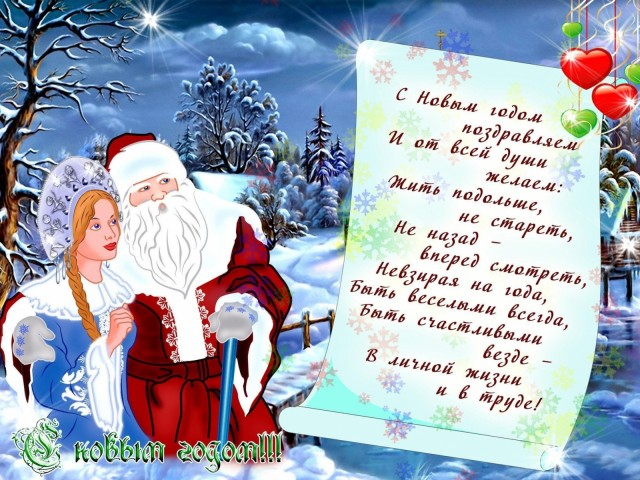 С Новым годом
поздравляем
И от всей души
желаем:
Жить подольше,
не стареть,
Не назад –
вперед смотреть,
Невзирая на года,
Быть веселыми всегда,
Быть счастливыми
везде –
В личной жизни
и в труде!
С новым годом!!!